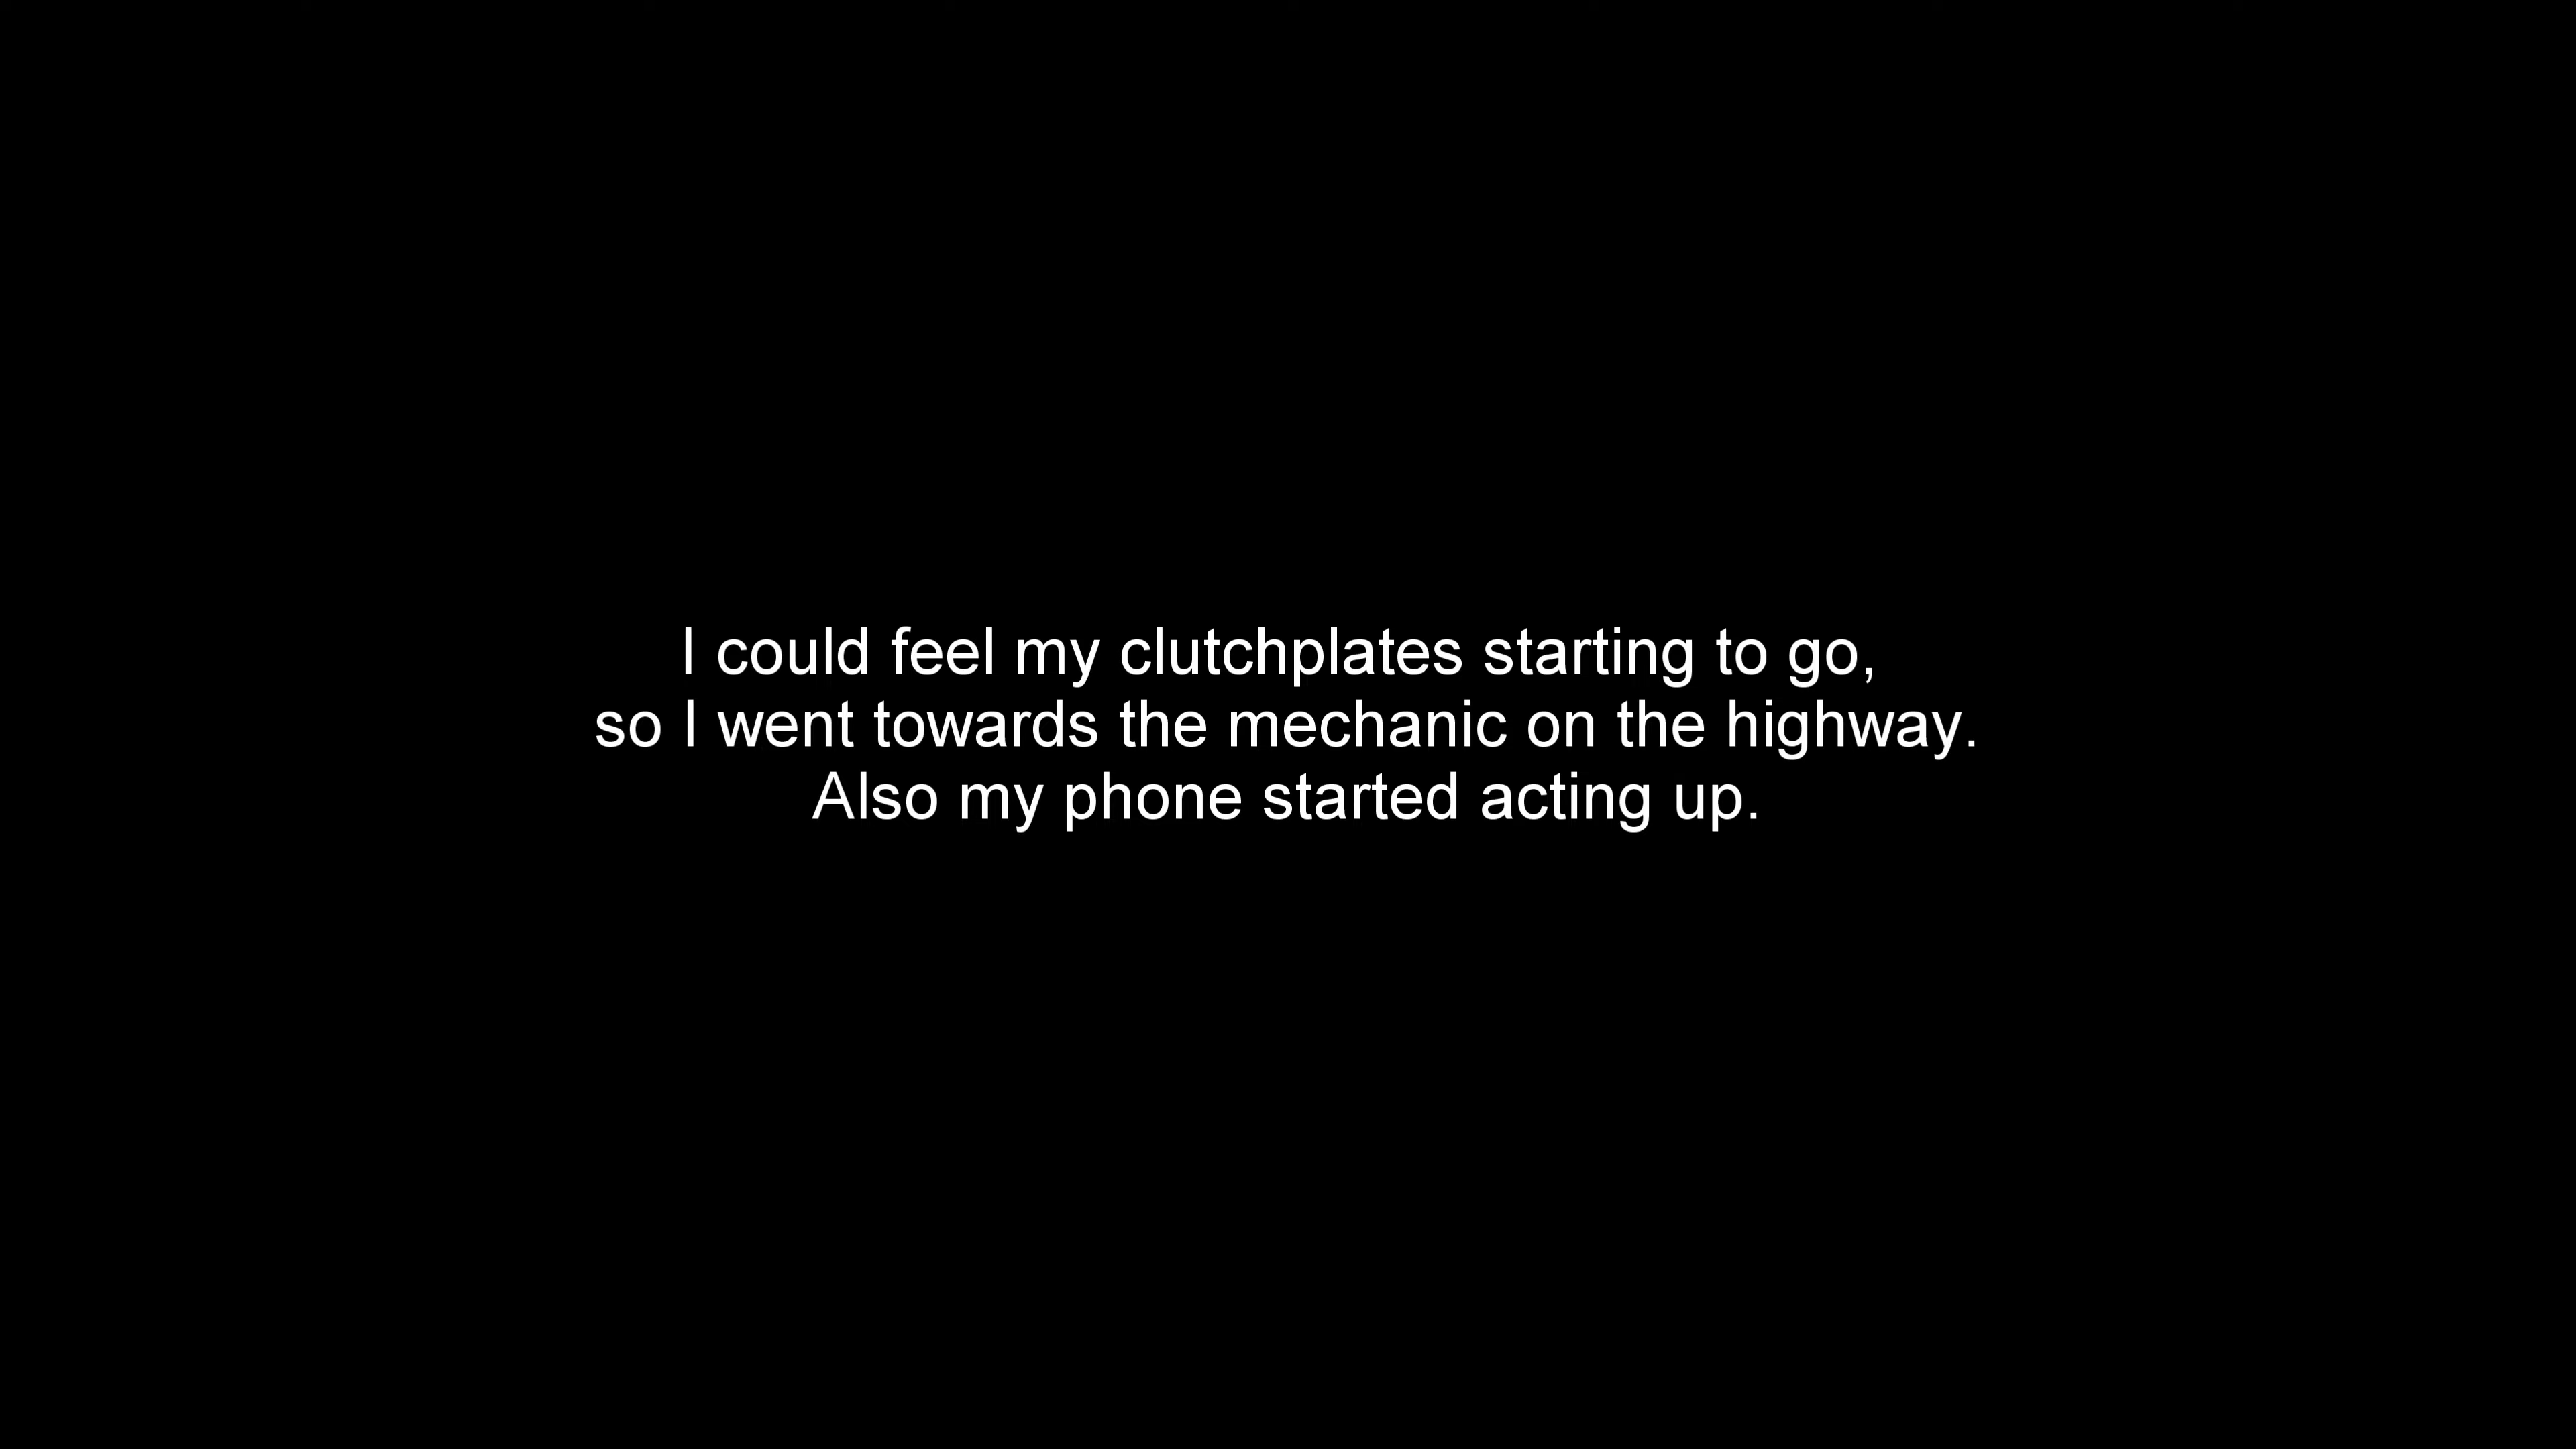 I could feel my clutchplates starting to go,
so I went towards the mechanic on the highway.
Also my phone started acting up.